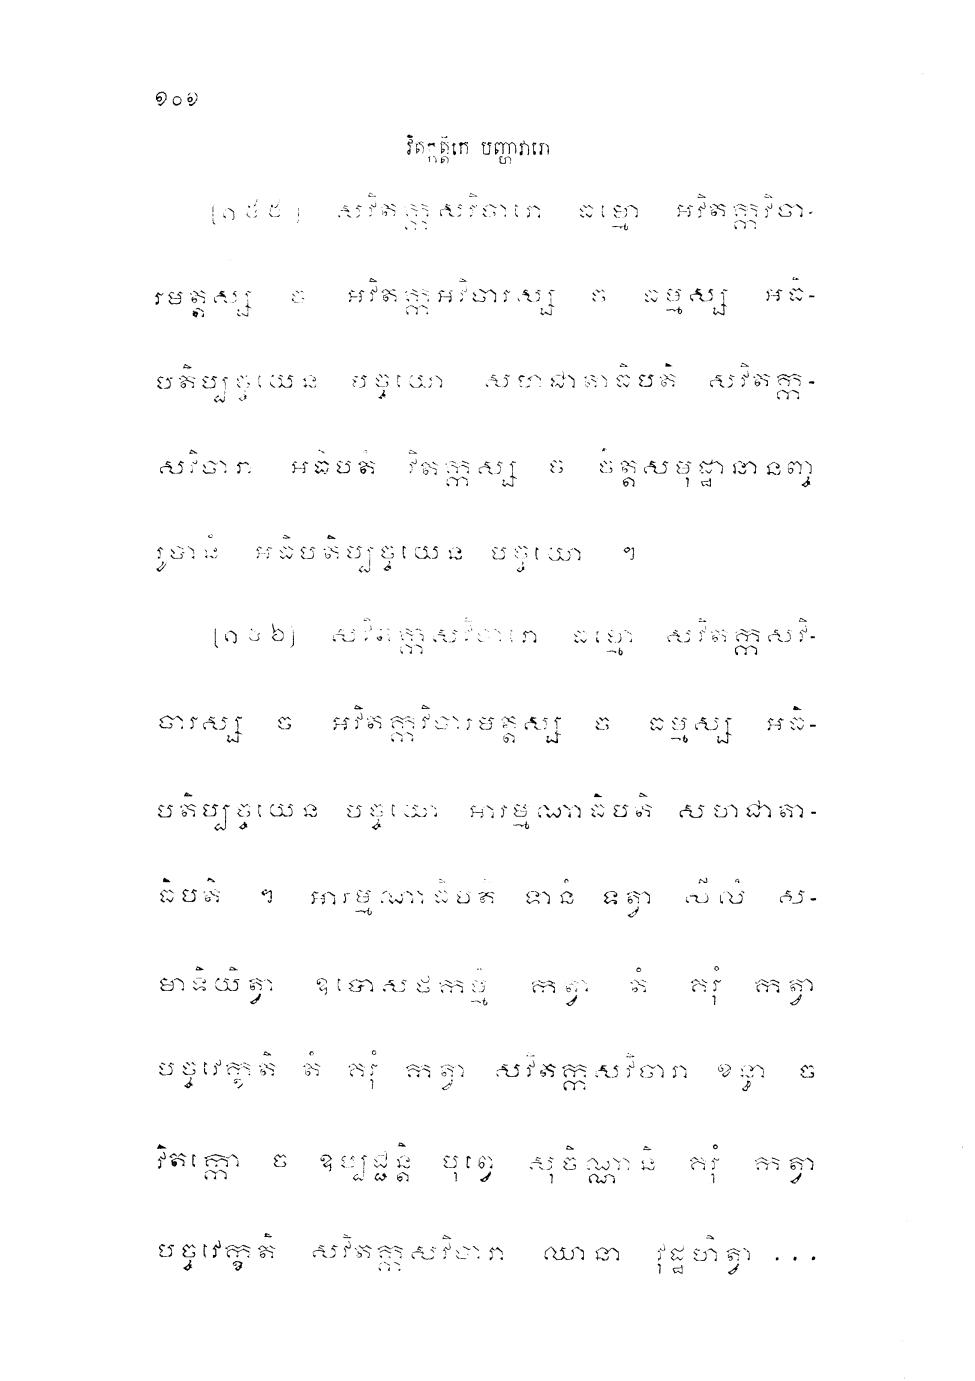 ១០១
វិតក្កត្តិកេ បញ្ហាវារោ
[១៥៥] សវិតក្កសវិចារោ ធម្មោ អវិតក្កវិចា-
រមត្តស្ស ច អវិតក្កអវិចារស្ស ច ធម្មស្ស អធិ-
បតិប្បច្ចយេន បច្ចយោ សហជាតាធិបតិ សវិតក្ក-
សវិចារា អធិបតិ វិតក្កស្ស ច ចិត្តសមុដ្ឋានានញ្ច
រូបានំ អធិបតិប្បច្ចយេន បច្ចយោ ។
[១៥៦] សវិតក្កសវិចារោ ធម្មោ សវិតក្កសវិ-
ចារស្ស ច អវិតក្កវិចារមត្តស្ស ច ធម្មស្ស អធិ-
បតិប្បច្ចយេន បច្ចយោ អារម្មណាធិបតិ សហជាតា-
ធិបតិ ។ អារម្មណាធិបតិ ទានំ ទត្វា សីលំ ស-
មាទិយិត្វា ឧបោសថកម្មំ កត្វា តំ គរុំ កត្វា
បច្ចវេក្ខតិ តំ គរុំ កត្វា សវិតក្កសវិចារា ខន្ធា ច
វិតក្កោ ច ឧប្បជ្ជន្តិ បុព្វេ សុចិណ្ណានិ គរុំ កត្វា
បច្ចវេក្ខតិ សវិតក្កសវិចារា ឈានា វុដ្ឋហិត្វា ...